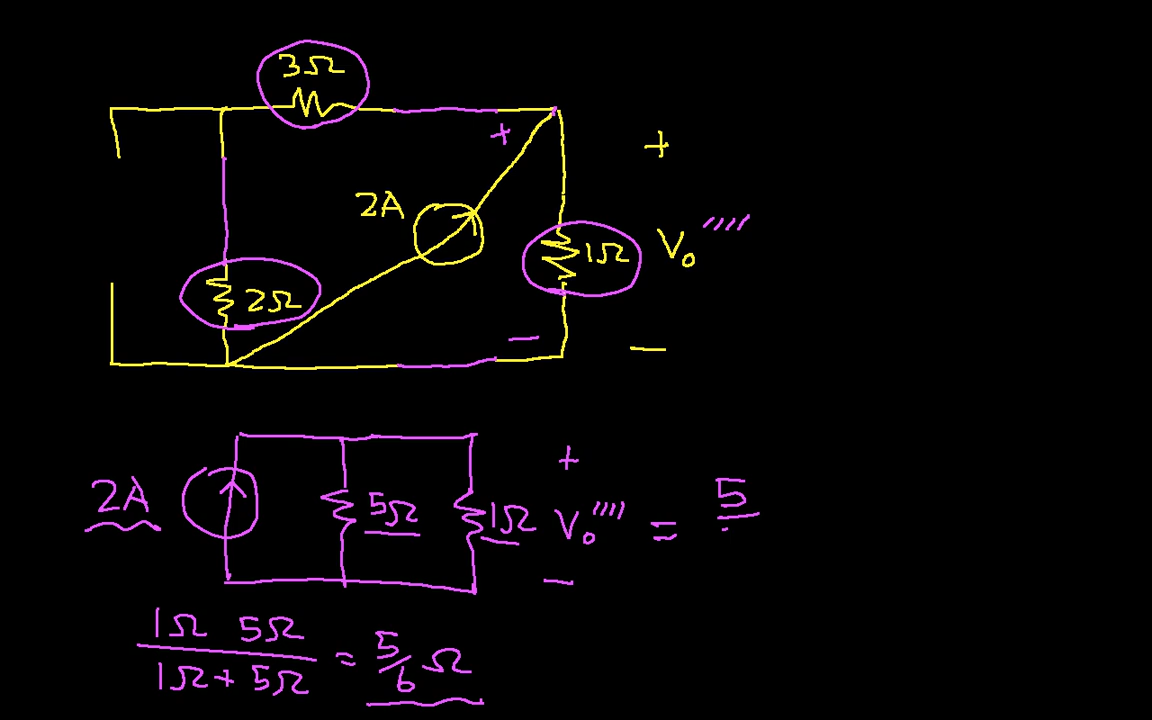 3Ω
+
+
2A
1Ω
V₀''''
2Ω
−
−
+
2A
5Ω
1Ω
V₀'''' = 5
−
1Ω 5Ω
1Ω + 5Ω
= 5/6 Ω